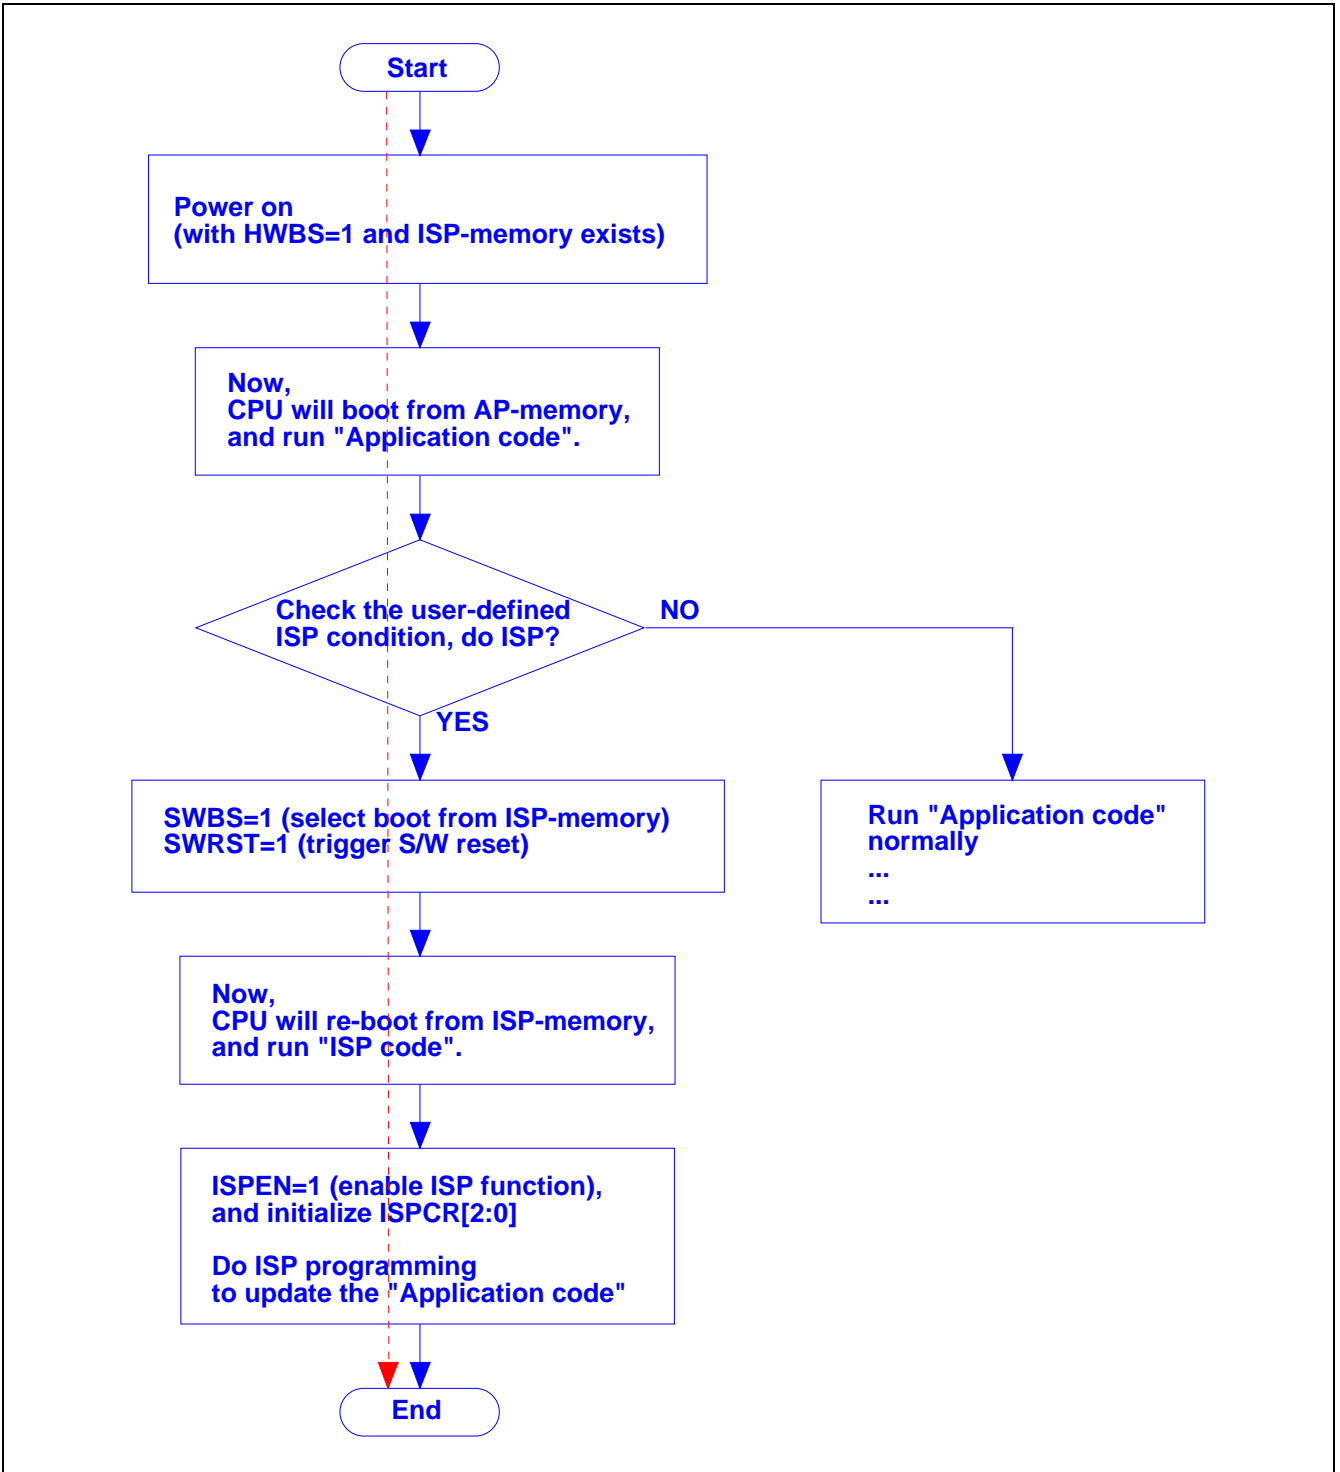 Start
Power on
(with HWBS=1 and ISP-memory exists)
Now,
CPU will boot from AP-memory,
and run "Application code".
Check the user-defined
ISP condition, do ISP?
NO
YES
SWBS=1 (select boot from ISP-memory)
SWRST=1 (trigger S/W reset)
Run "Application code"
normally
...
...
Now,
CPU will re-boot from ISP-memory,
and run "ISP code".
ISPEN=1 (enable ISP function),
and initialize ISPCR[2:0]
Do ISP programming
to update the "Application code"
End